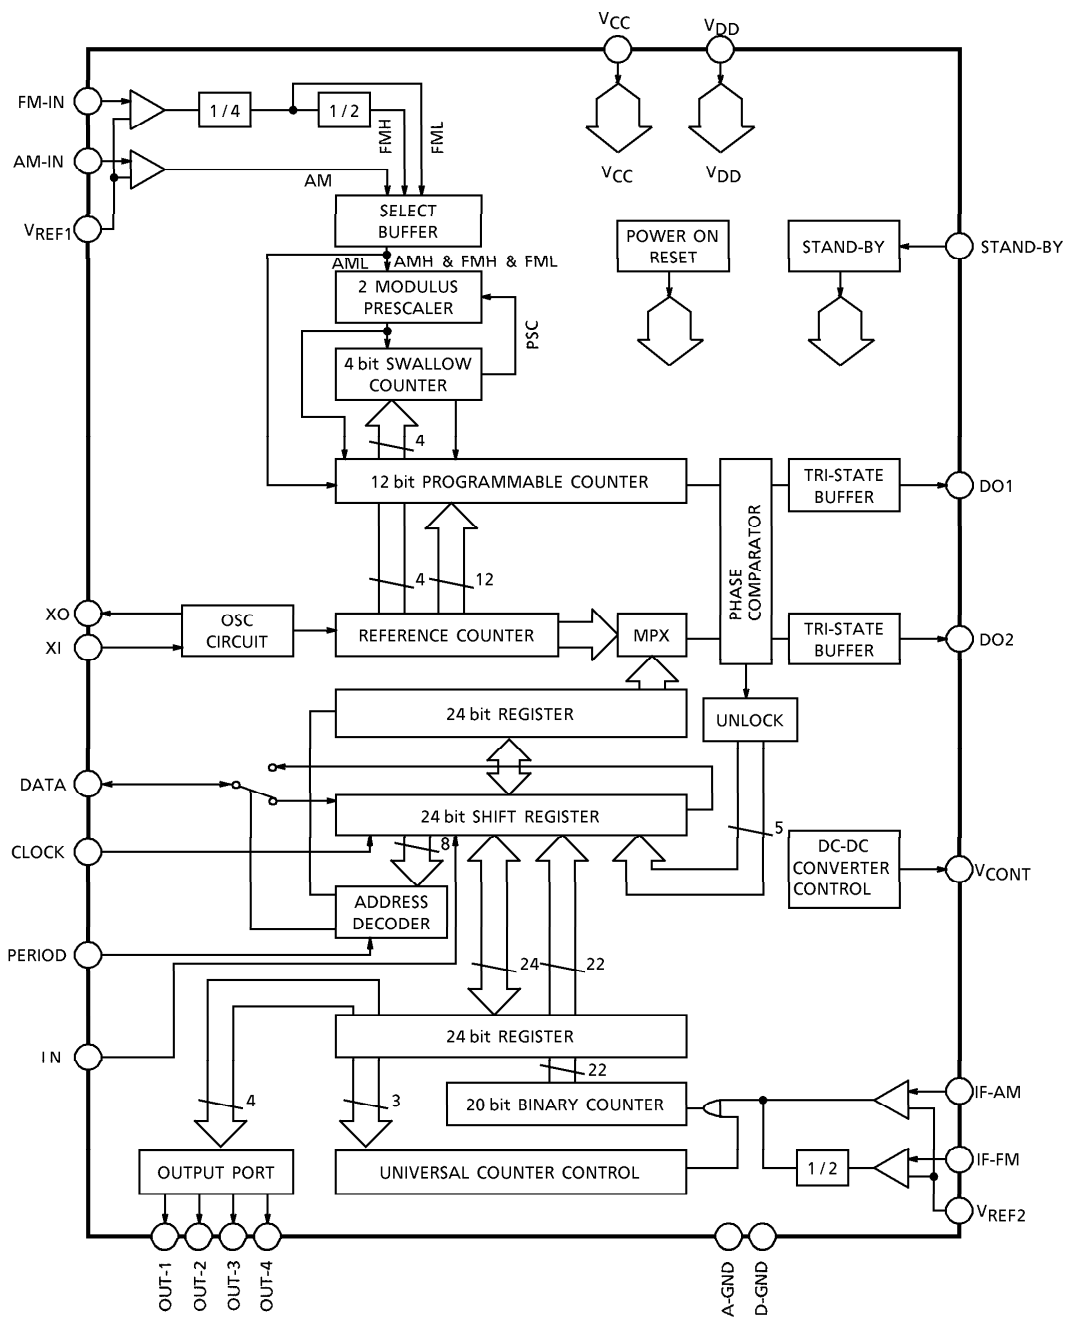 VCC
VDD
FM-IN
1/4
1/2
FMH
FML
AM-IN
AM
VCC
VDD
VREF1
SELECT
BUFFER
POWER ON
RESET
STAND-BY
STAND-BY
AML
AMH & FMH & FML
2 MODULUS
PRESCALER
PSC
4 bit SWALLOW
COUNTER
4
12 bit PROGRAMMABLE COUNTER
PHASE
COMPARATOR
TRI-STATE
BUFFER
DO1
4
12
XO
XI
OSC
CIRCUIT
REFERENCE COUNTER
MPX
TRI-STATE
BUFFER
DO2
24 bit REGISTER
UNLOCK
DATA
24 bit SHIFT REGISTER
5
CLOCK
8
DC-DC
CONVERTER
CONTROL
VCONT
ADDRESS
DECODER
PERIOD
24
22
24 bit REGISTER
IN
22
4
3
20 bit BINARY COUNTER
IF-AM
OUTPUT PORT
UNIVERSAL COUNTER CONTROL
1/2
IF-FM
VREF2
OUT-1
OUT-2
OUT-3
OUT-4
A-GND
D-GND